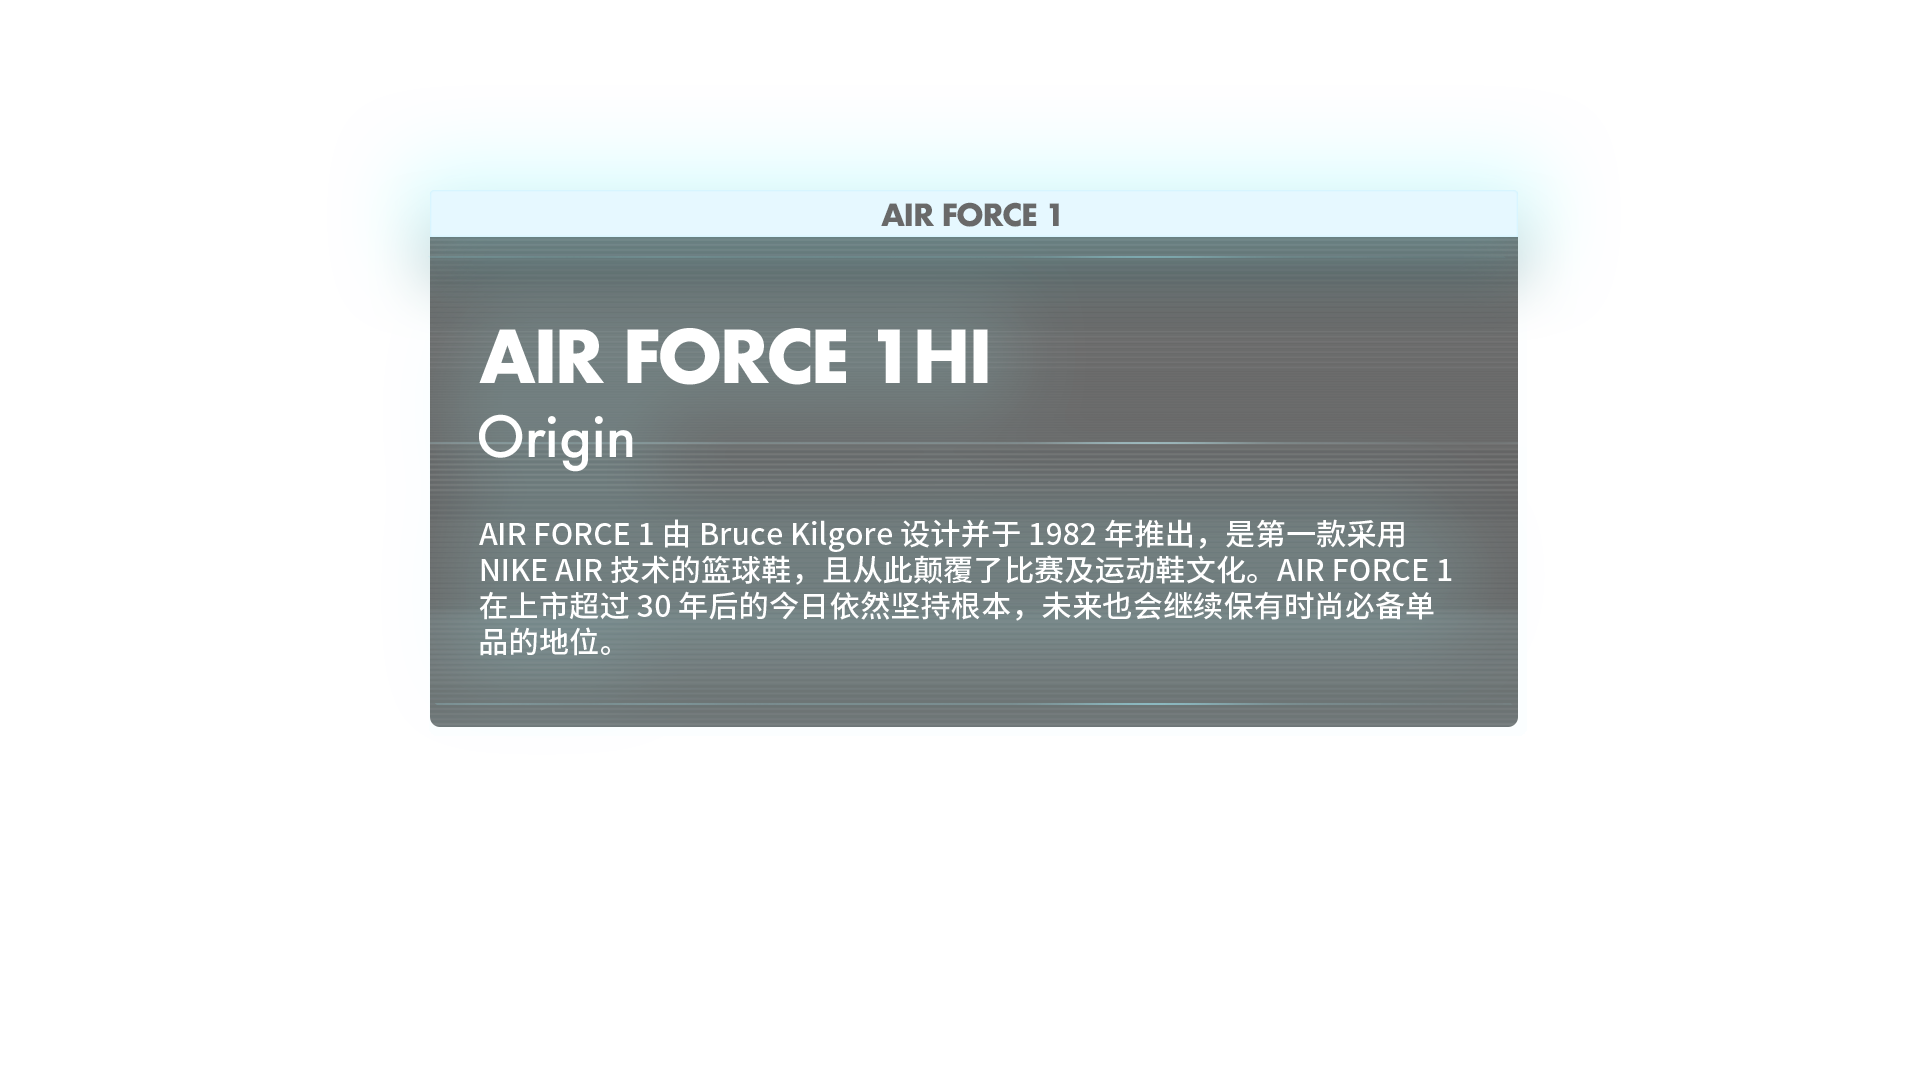 AIR FORCE 1
AIR FORCE 1HI
Origin
AIR FORCE 1 由 Bruce Kilgore 设计并于 1982 年推出，是第一款采用
NIKE AIR 技术的篮球鞋，且从此颠覆了比赛及运动鞋文化。AIR FORCE 1
在上市超过 30 年后的今日依然坚持根本，未来也会继续保有时尚必备单
品的地位。